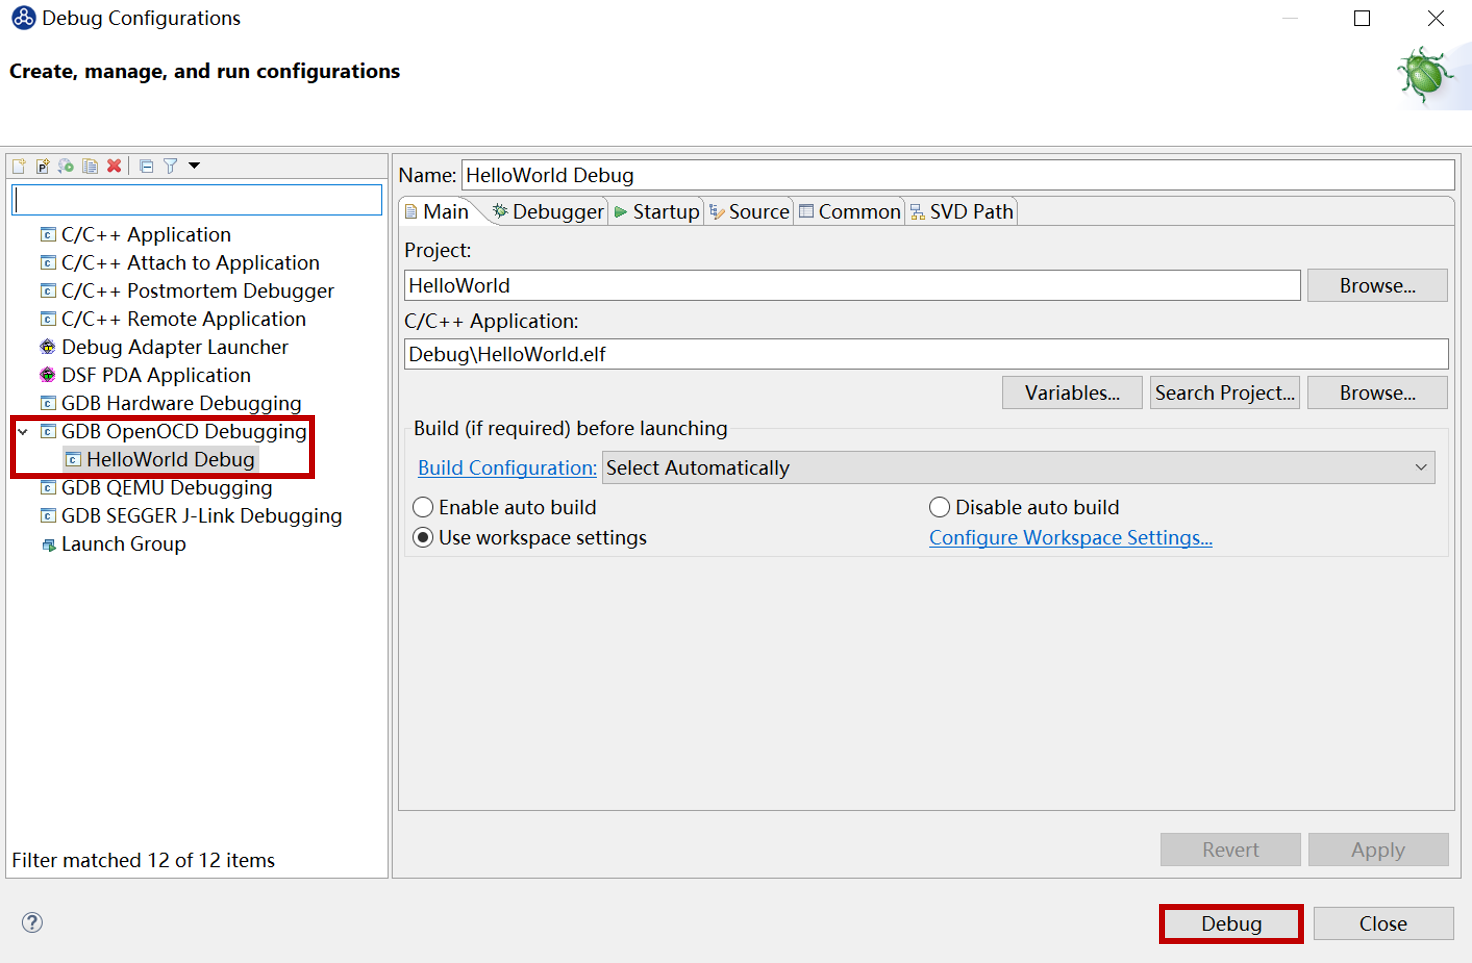 Debug Configurations
Create, manage, and run configurations
C/C++ Application
C/C++ Attach to Application
C/C++ Postmortem Debugger
C/C++ Remote Application
Debug Adapter Launcher
DSF PDA Application
GDB Hardware Debugging
GDB OpenOCD Debugging
HelloWorld Debug
GDB QEMU Debugging
GDB SEGGER J-Link Debugging
Launch Group
Filter matched 12 of 12 items
Name: HelloWorld Debug
Main Debugger Startup Source Common SVD Path
Project:
HelloWorld Browse...
C/C++ Application:
Debug\HelloWorld.elf
Variables... Search Project... Browse...
Build (if required) before launching
Build Configuration: Select Automatically
Enable auto build Disable auto build
Use workspace settings Configure Workspace Settings...
Revert Apply
? Debug Close